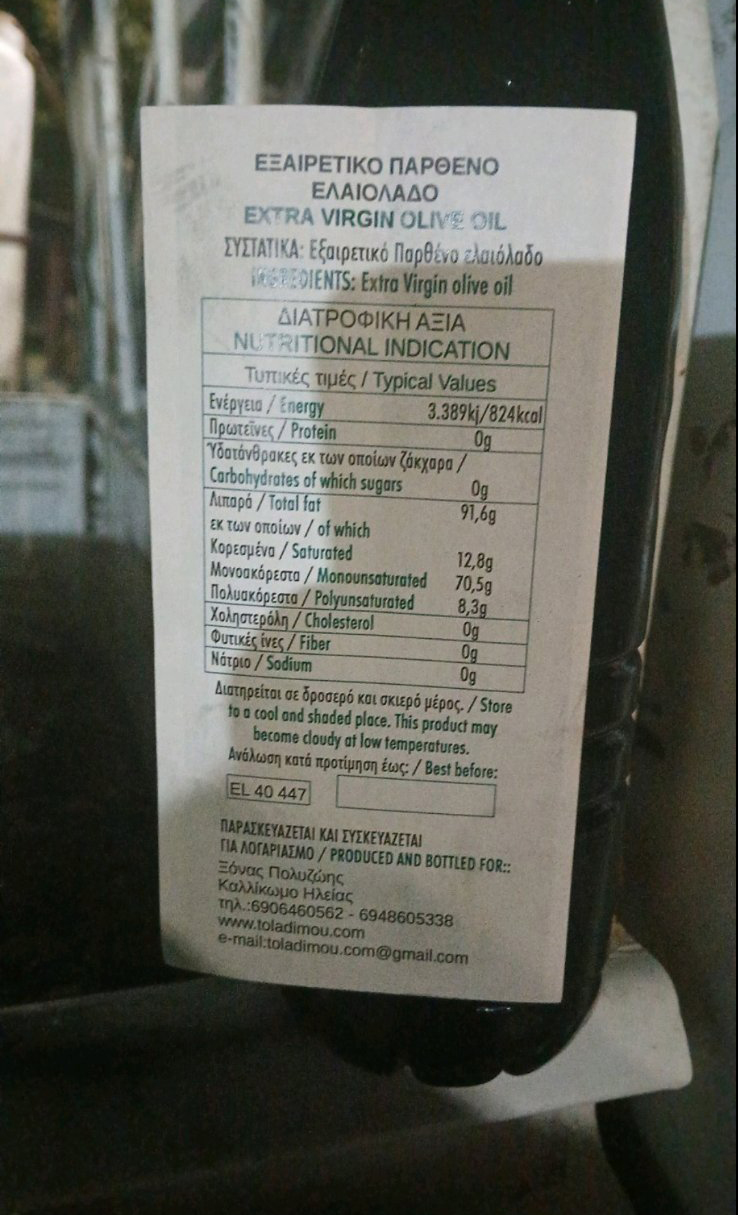 ΕΞΑΙΡΕΤΙΚΟ ΠΑΡΘΕΝΟ
ΕΛΑΙΟΛΑΔΟ
EXTRA VIRGIN OLIVE OIL
ΣΥΣΤΑΤΙΚΑ: Εξαιρετικό Παρθένο ελαιόλαδο
INGREDIENTS: Extra Virgin olive oil
ΔΙΑΤΡΟΦΙΚΗ ΑΞΙΑ
NUTRITIONAL INDICATION
Τυπικές τιμές / Typical Values
Ενέργεια / Energy 3.389kj/824kcal
Πρωτεΐνες / Protein 0g
Ύδατάνθρακες εκ των οποίων ζάκχαρα /
Carbohydrates of which sugars 0g
Λιπαρά / Total fat 91,6g
εκ των οποίων / of which
Κορεσμένα / Saturated 12,8g
Μονοακόρεστα / Monounsaturated 70,5g
Πολυακόρεστα / Polyunsaturated 8,3g
Χοληστερόλη / Cholesterol 0g
Φυτικές ίνες / Fiber 0g
Νάτριο / Sodium 0g
Διατηρείται σε δροσερό και σκιερό μέρος. / Store
to a cool and shaded place. This product may
become cloudy at low temperatures.
Ανάλωση κατά προτίμηση έως: / Best before:
EL 40 447
ΠΑΡΑΣΚΕΥΑΖΕΤΑΙ ΚΑΙ ΣΥΣΚΕΥΑΖΕΤΑΙ
ΓΙΑ ΛΟΓΑΡΙΑΣΜΟ / PRODUCED AND BOTTLED FOR::
Ξόνας Πολυζώης
Καλλίκωμο Ηλείας
τηλ.:6906460562 - 6948605338
www.toladimou.com
e-mail:toladimou.com@gmail.com